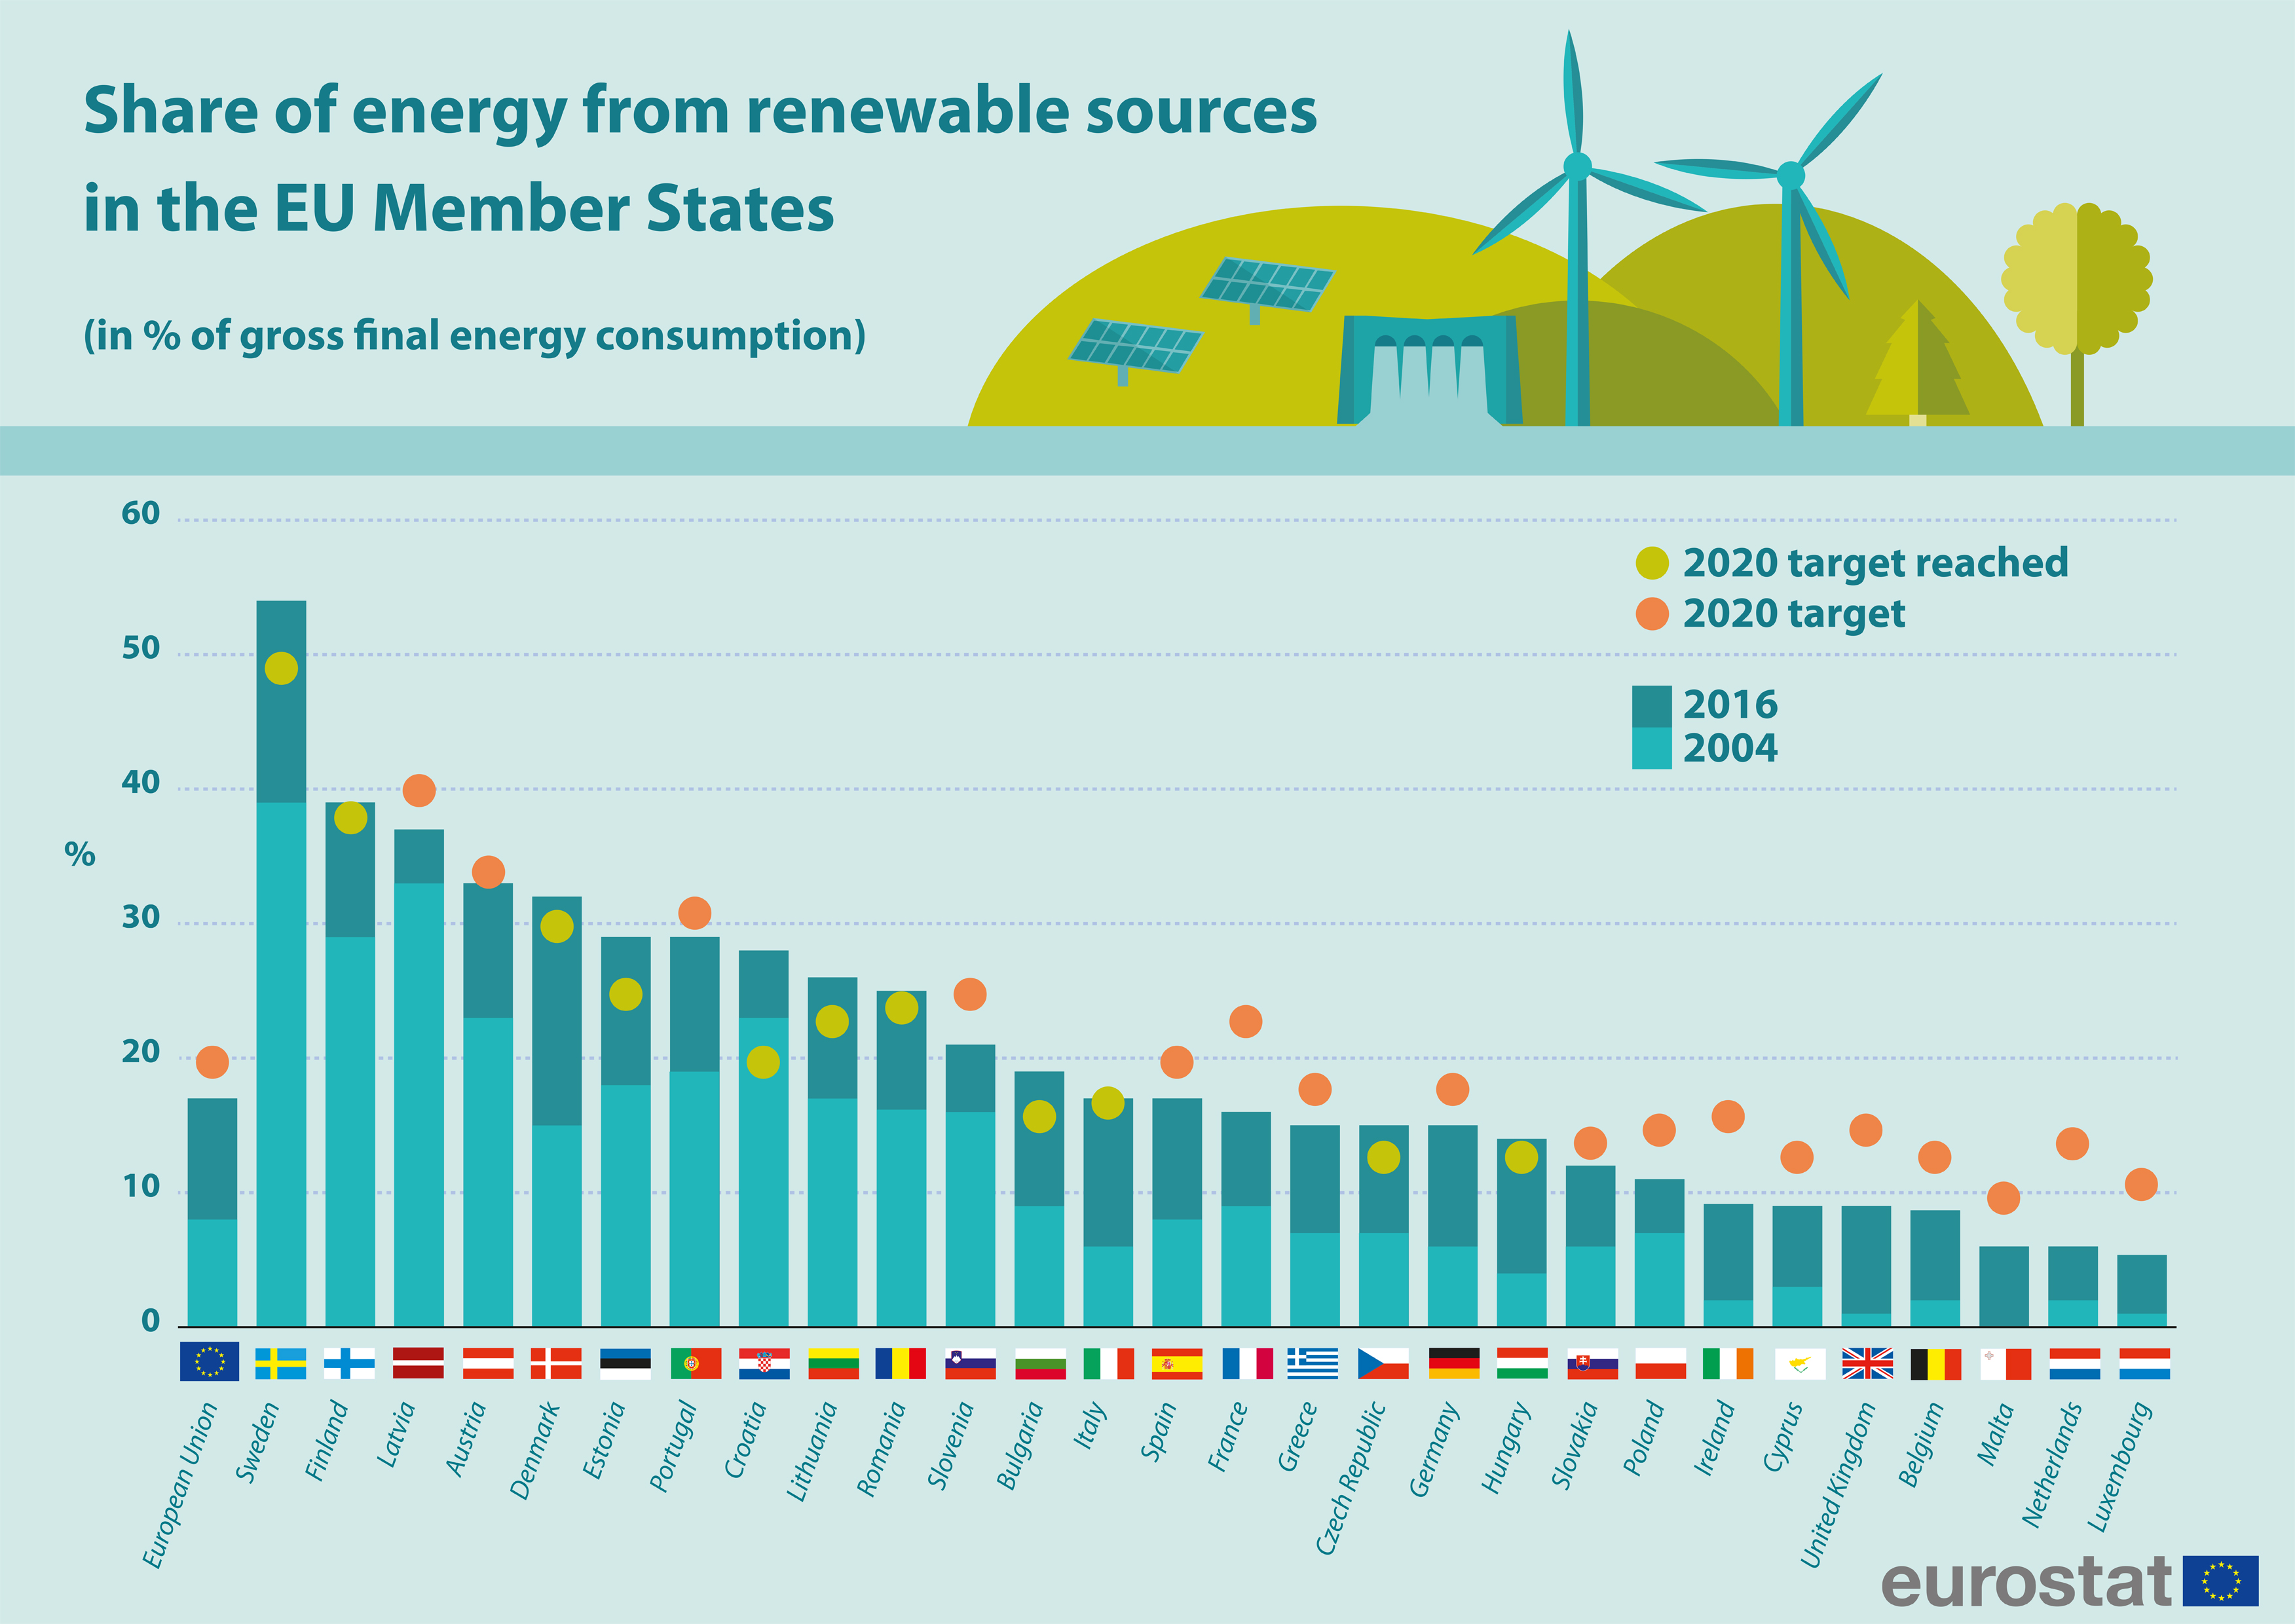 Share of energy from renewable sources
in the EU Member States
(in % of gross final energy consumption)
60
50
40
%
30
20
10
0
2020 target reached
2020 target
2016
2004
European Union
Sweden
Finland
Latvia
Austria
Denmark
Estonia
Portugal
Croatia
Lithuania
Romania
Slovenia
Bulgaria
Italy
Spain
France
Greece
Czech Republic
Germany
Hungary
Slovakia
Poland
Ireland
Cyprus
United Kingdom
Belgium
Malta
Netherlands
Luxembourg
eurostat